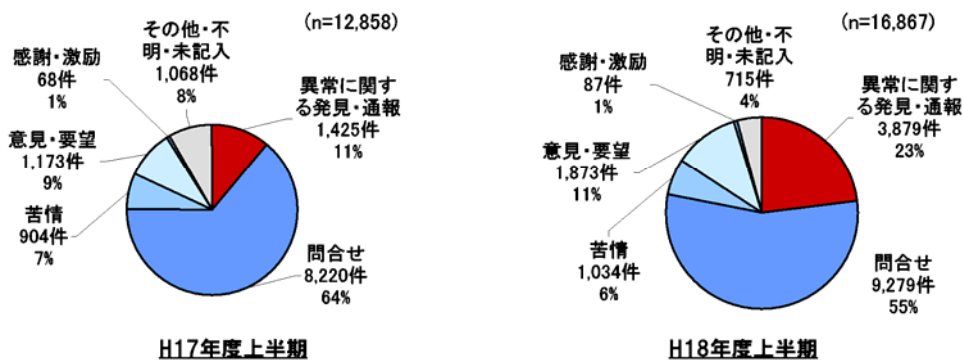 (n=12,858)
その他・不
明・未記入
1,068件
8%
感謝・激励
68件
1%
異常に関す
る発見・通報
1,425件
11%
意見・要望
1,173件
9%
苦情
904件
7%
問合せ
8,220件
64%
H17年度上半期
(n=16,867)
その他・不
明・未記入
715件
4%
感謝・激励
87件
1%
異常に関す
る発見・通報
3,879件
23%
意見・要望
1,873件
11%
苦情
1,034件
6%
問合せ
9,279件
55%
H18年度上半期